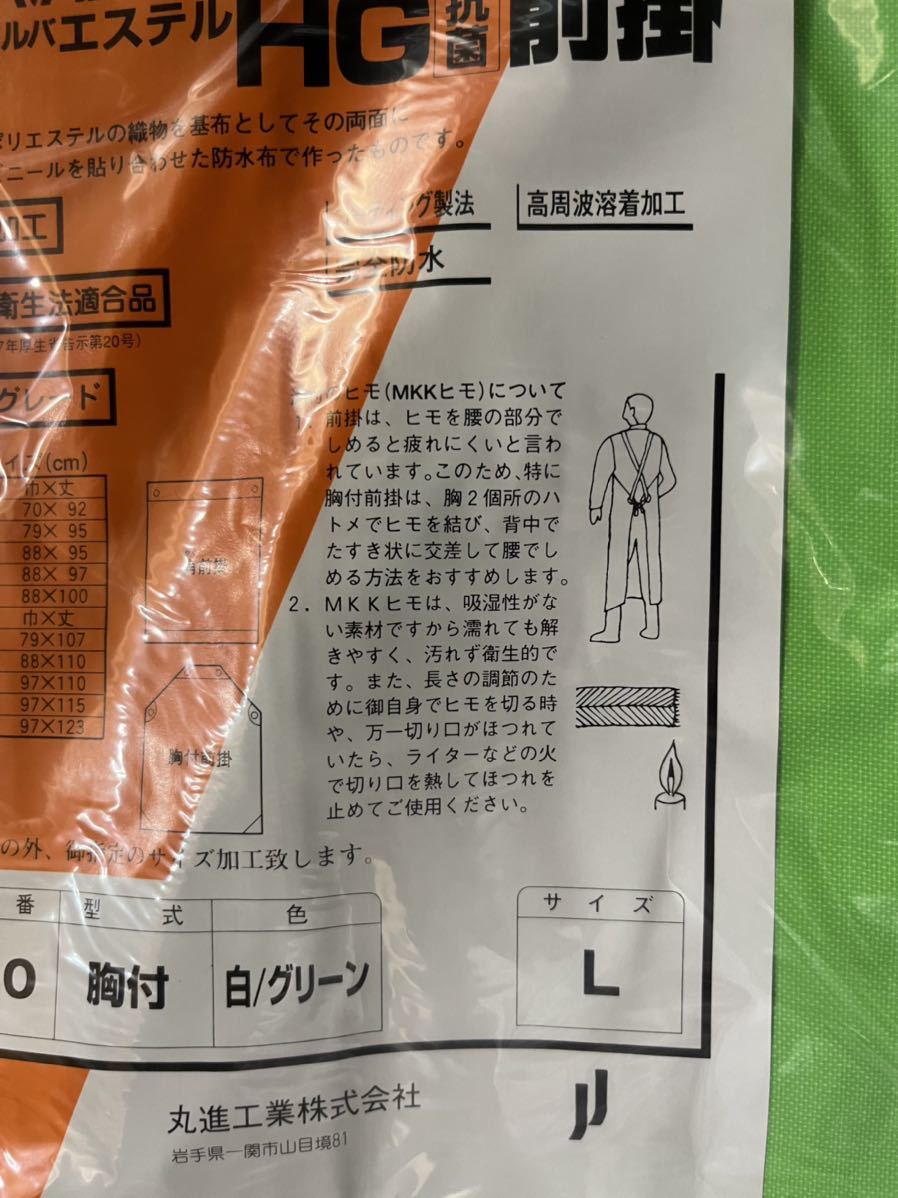 ルバエステル HG 抗菌 前掛
ポリエステルの織物を基布としてその両面に
ビニールを貼り合わせた防水布で作ったものです。
加工
ーティング製法
高周波溶着加工
全防水
衛生法適合品
7年厚生省告示第20号)
グレード
イズ(cm)
巾×丈
70× 92
79× 95
88× 95
88× 97
88×100
巾×丈
79×107
88×110
97×110
97×115
97×123
角前掛
胸付前掛
のヒモ(MKKヒモ)について
1. 前掛は、ヒモを腰の部分で
しめると疲れにくいと言わ
れています。このため、特に
胸付前掛は、胸2個所のハ
トメでヒモを結び、背中で
たすき状に交差して腰でし
める方法をおすすめします。
2. MKKヒモは、吸湿性がな
い素材ですから濡れても解
きやすく、汚れず衛生的で
す。また、長さの調節のた
めに御自身でヒモを切る時
や、万一切り口がほつれて
いたら、ライターなどの火
で切り口を熱してほつれを
止めてご使用ください。
の外、御指定のサイズ加工致します。
番 型式 色 サイズ
0 胸付 白/グリーン L
丸進工業株式会社
岩手県一関市山目境81